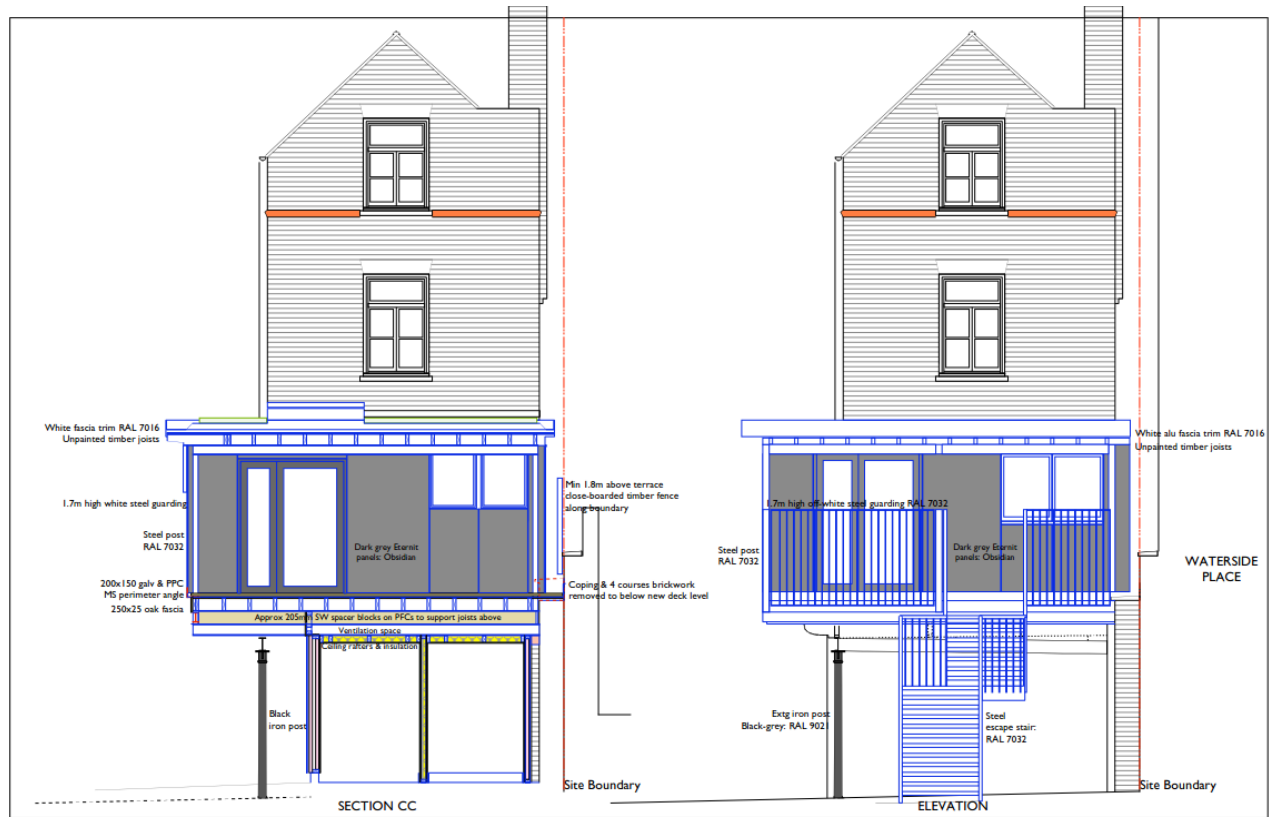 White fascia trim RAL 7016
Unpainted timber joists
1.7m high white steel guarding
Steel post
RAL 7032
200x150 galv & PPC
MS perimeter angle
250x25 oak fascia
Dark grey Eternit
panels: Obsidian
Approx 205mm SW spacer blocks on PFCs to support joists above
Ventilation space
Ceiling rafters & insulation
Black
iron post
Min 1.8m above terrace
close-boarded timber fence
along boundary
Coping & 4 courses brickwork
removed to below new deck level
Site Boundary
SECTION CC
White alu fascia trim RAL 7016
Unpainted timber joists
1.7m high off-white steel guarding RAL 7032
Steel post
RAL 7032
Dark grey Eternit
panels: Obsidian
WATERSIDE
PLACE
Extg iron post
Black-grey: RAL 9021
Steel
escape stair:
RAL 7032
Site Boundary
ELEVATION